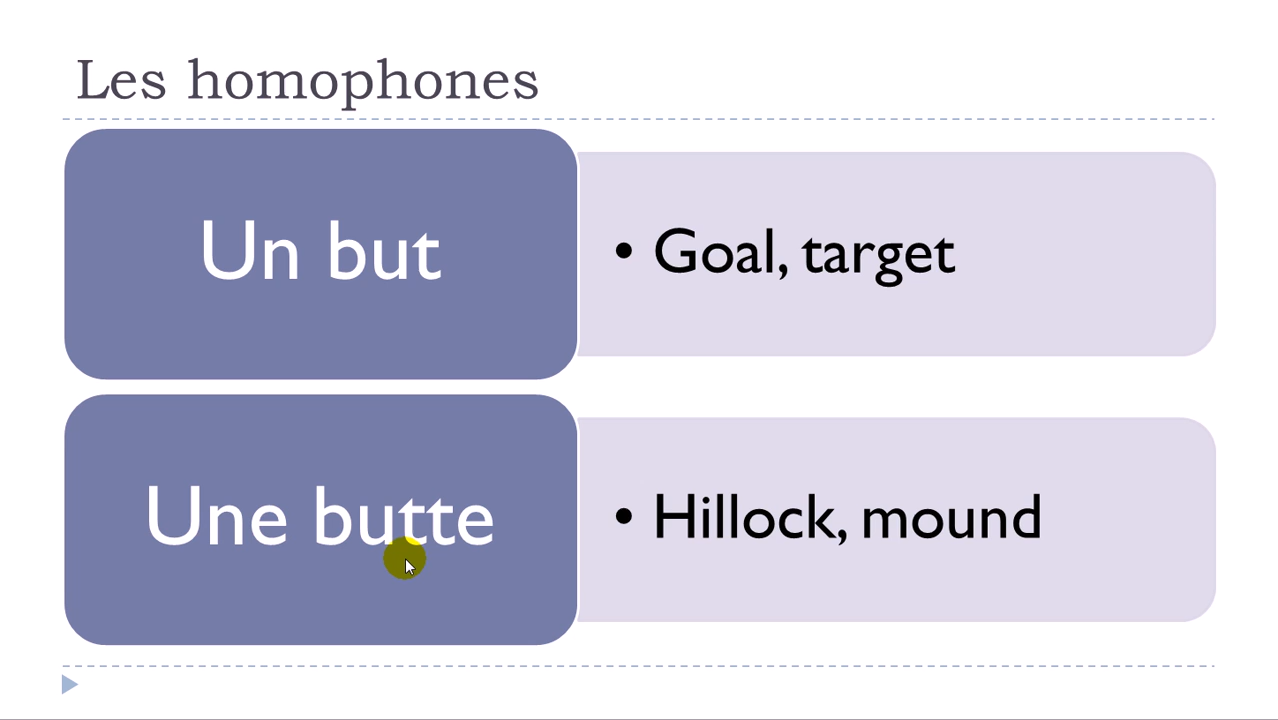 Les homophones
Un but
• Goal, target
Une butte
• Hillock, mound